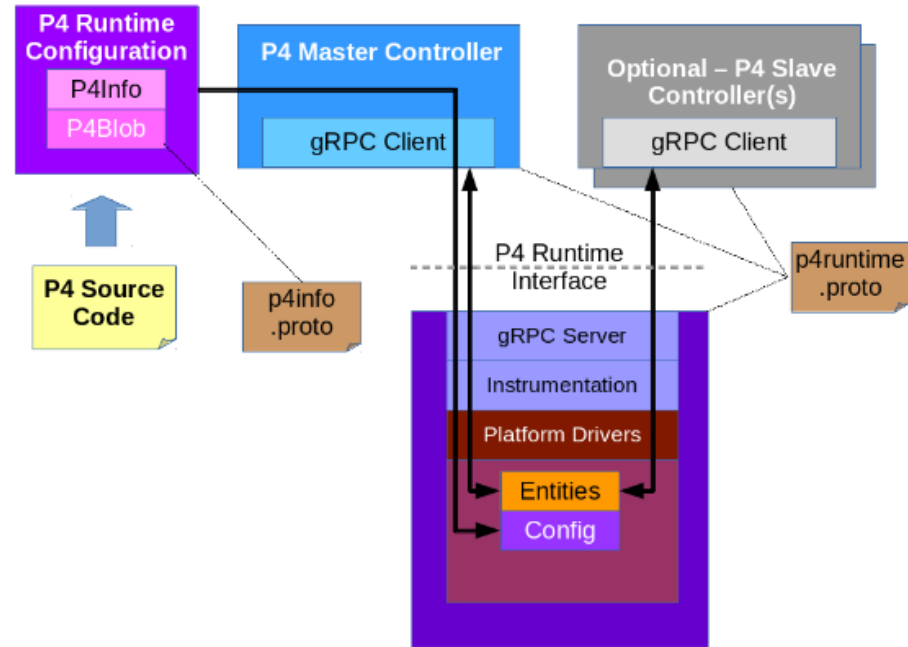 P4 Runtime
Configuration
P4Info
P4Blob
P4 Master Controller
gRPC Client
Optional – P4 Slave
Controller(s)
gRPC Client
P4 Source
Code
p4info
.proto
P4 Runtime
Interface
p4runtime
.proto
gRPC Server
Instrumentation
Platform Drivers
Entities
Config